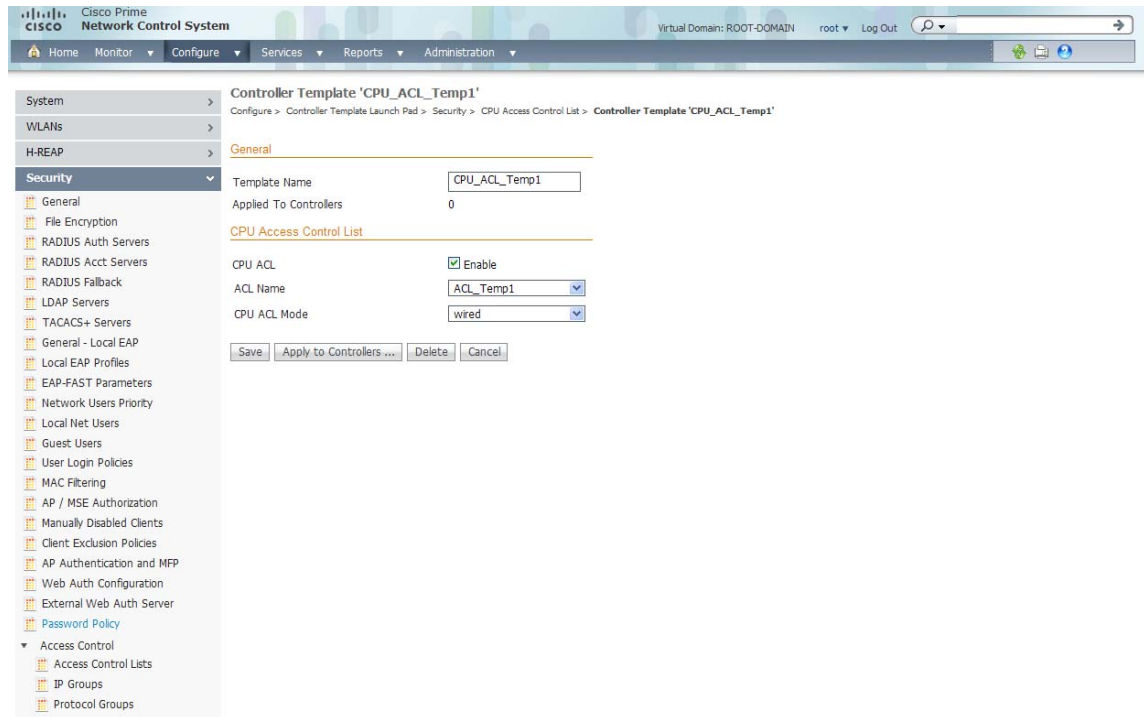 Cisco Prime
CISCO Network Control System
Virtual Domain: ROOT-DOMAIN root Log Out
Home Monitor Configure Services Reports Administration
System
WLANs
H-REAP
Security
General
File Encryption
RADIUS Auth Servers
RADIUS Acct Servers
RADIUS Fallback
LDAP Servers
TACACS+ Servers
General - Local EAP
Local EAP Profiles
EAP-FAST Parameters
Network Users Priority
Local Net Users
Guest Users
User Login Policies
MAC Filtering
AP / MSE Authorization
Manually Disabled Clients
Client Exclusion Policies
AP Authentication and MFP
Web Auth Configuration
External Web Auth Server
Password Policy
Access Control
Access Control Lists
IP Groups
Protocol Groups
Controller Template 'CPU_ACL_Temp1'
Configure > Controller Template Launch Pad > Security > CPU Access Control List > Controller Template 'CPU_ACL_Temp1'
General
Template Name CPU_ACL_Temp1
Applied To Controllers 0
CPU Access Control List
CPU ACL Enable
ACL Name ACL_Temp1
CPU ACL Mode wired
Save Apply to Controllers ... Delete Cancel